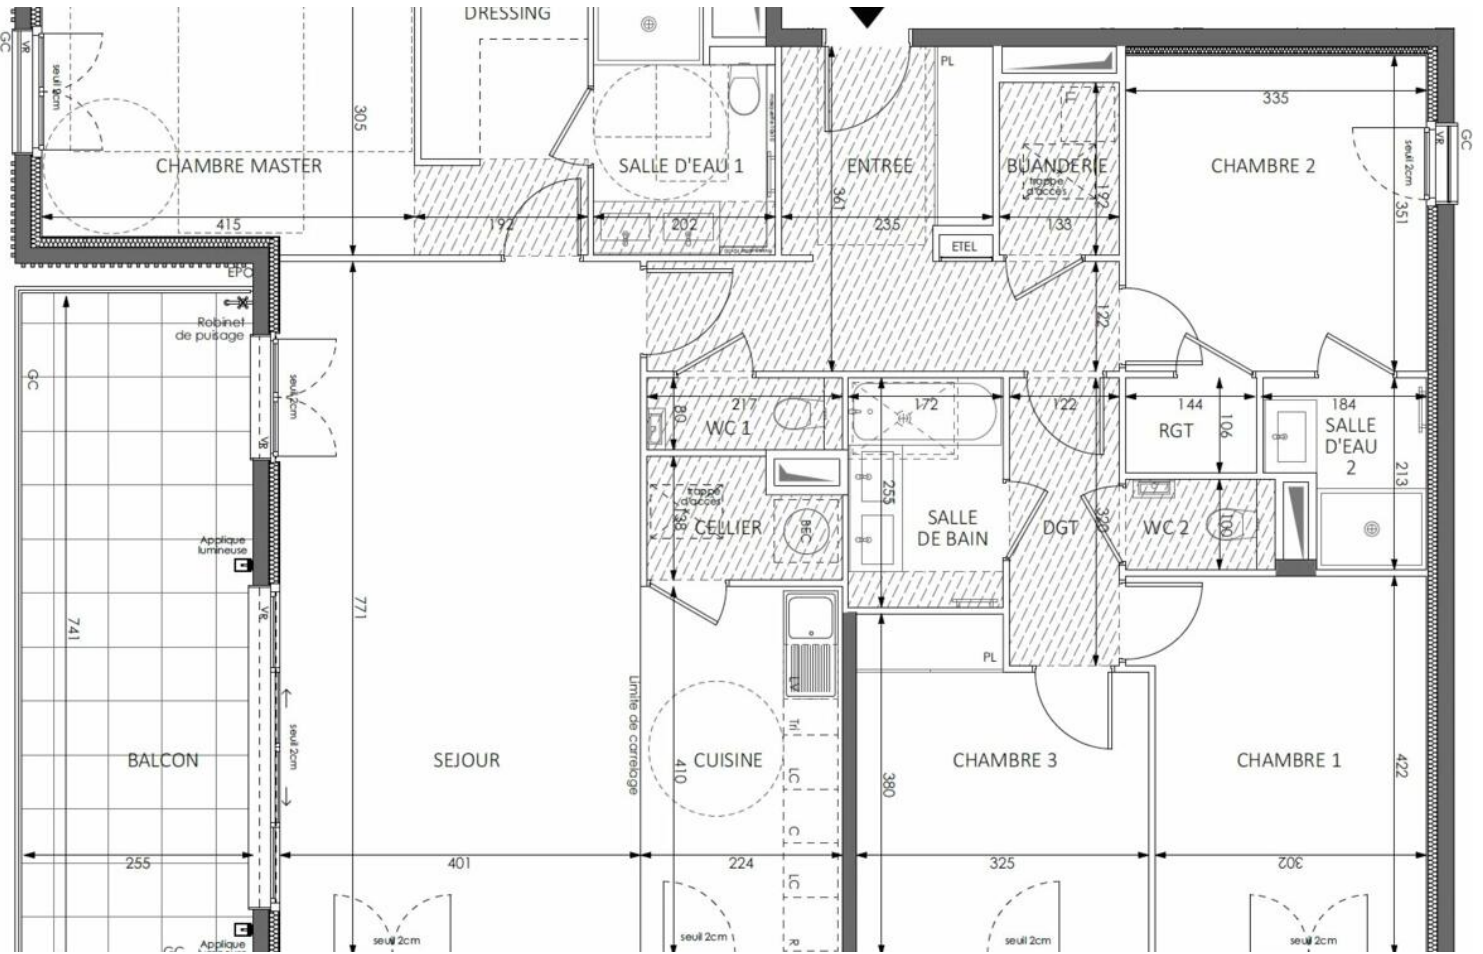 DRESSING
GC
VR
seuil 2cm
305
CHAMBRE MASTER
SALLE D'EAU 1
ENTREE
PL
BUANDERIE
trappe
d'accès
LL
192
335
CHAMBRE 2
seuil 2cm
VR
GC
351
361
415
192
202
235
133
ETEL
EPC
Robinet
de puisage
GC
seuil 2cm
VR
122
217
80
WC 1
172
122
144
RGT
106
184
SALLE
D'EAU
2
213
trappe
d'accès
138
CELLIER
BEC
255
SALLE
DE BAIN
DGT
320
WC 2
100
Applique
lumineuse
VR
741
771
seuil 2cm
Limite de carrelage
LV
Tri
PL
BALCON
SEJOUR
CUISINE
410
LC
CHAMBRE 3
380
CHAMBRE 1
422
C
255
401
224
325
302
LC
R
seuil 2cm
seuil 2cm
seuil 2cm
seuil 2cm
GC
Applique